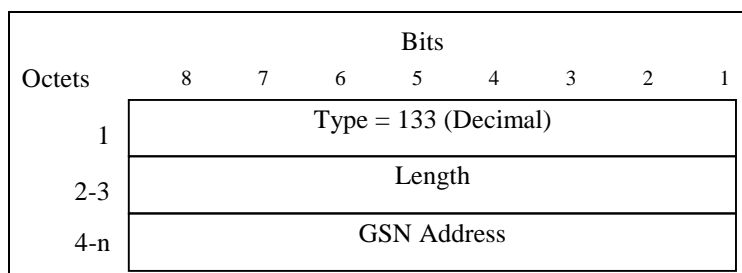 Bits
Octets 8 7 6 5 4 3 2 1
1 Type = 133 (Decimal)
2-3 Length
4-n GSN Address